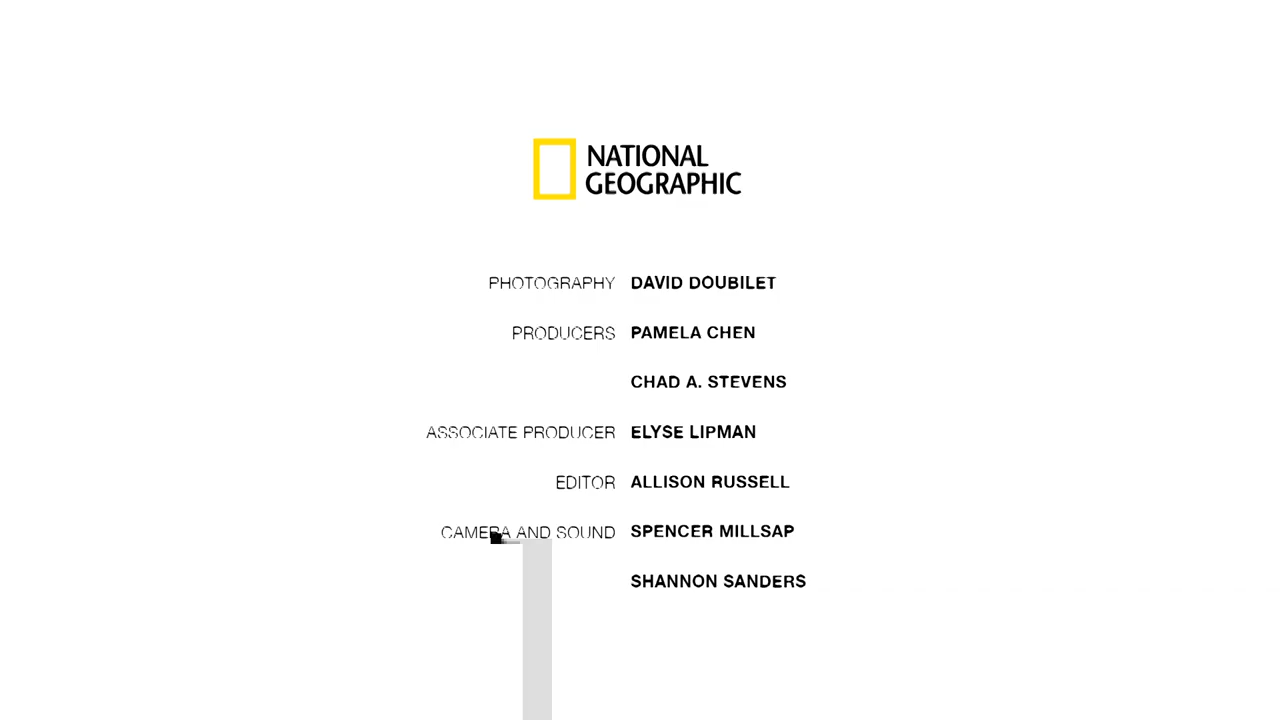 NATIONAL
GEOGRAPHIC
PHOTOGRAPHY DAVID DOUBILET
PRODUCERS PAMELA CHEN
CHAD A. STEVENS
ASSOCIATE PRODUCER ELYSE LIPMAN
EDITOR ALLISON RUSSELL
CAMERA AND SOUND SPENCER MILLSAP
SHANNON SANDERS